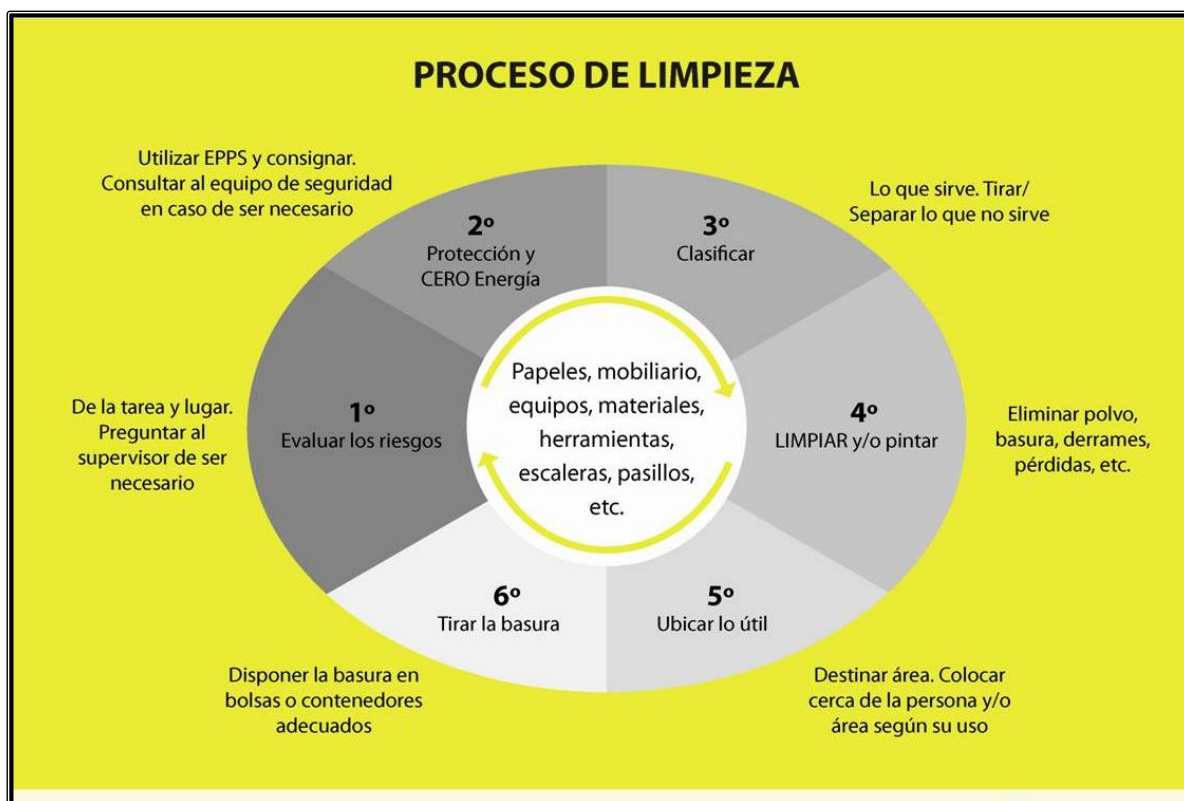 PROCESO DE LIMPIEZA
Utilizar EPPS y consignar.
Consultar al equipo de seguridad
en caso de ser necesario
2º
Protección y
CERO Energía
3º
Clasificar
Lo que sirve. Tirar/
Separar lo que no sirve
De la tarea y lugar.
Preguntar al
supervisor de ser
necesario
1º
Evaluar los riesgos
Papeles, mobiliario,
equipos, materiales,
herramientas,
escaleras, pasillos,
etc.
4º
LIMPIAR y/o pintar
Eliminar polvo,
basura, derrames,
pérdidas, etc.
6º
Tirar la basura
5º
Ubicar lo útil
Disponer la basura en
bolsas o contenedores
adecuados
Destinar área. Colocar
cerca de la persona y/o
área según su uso